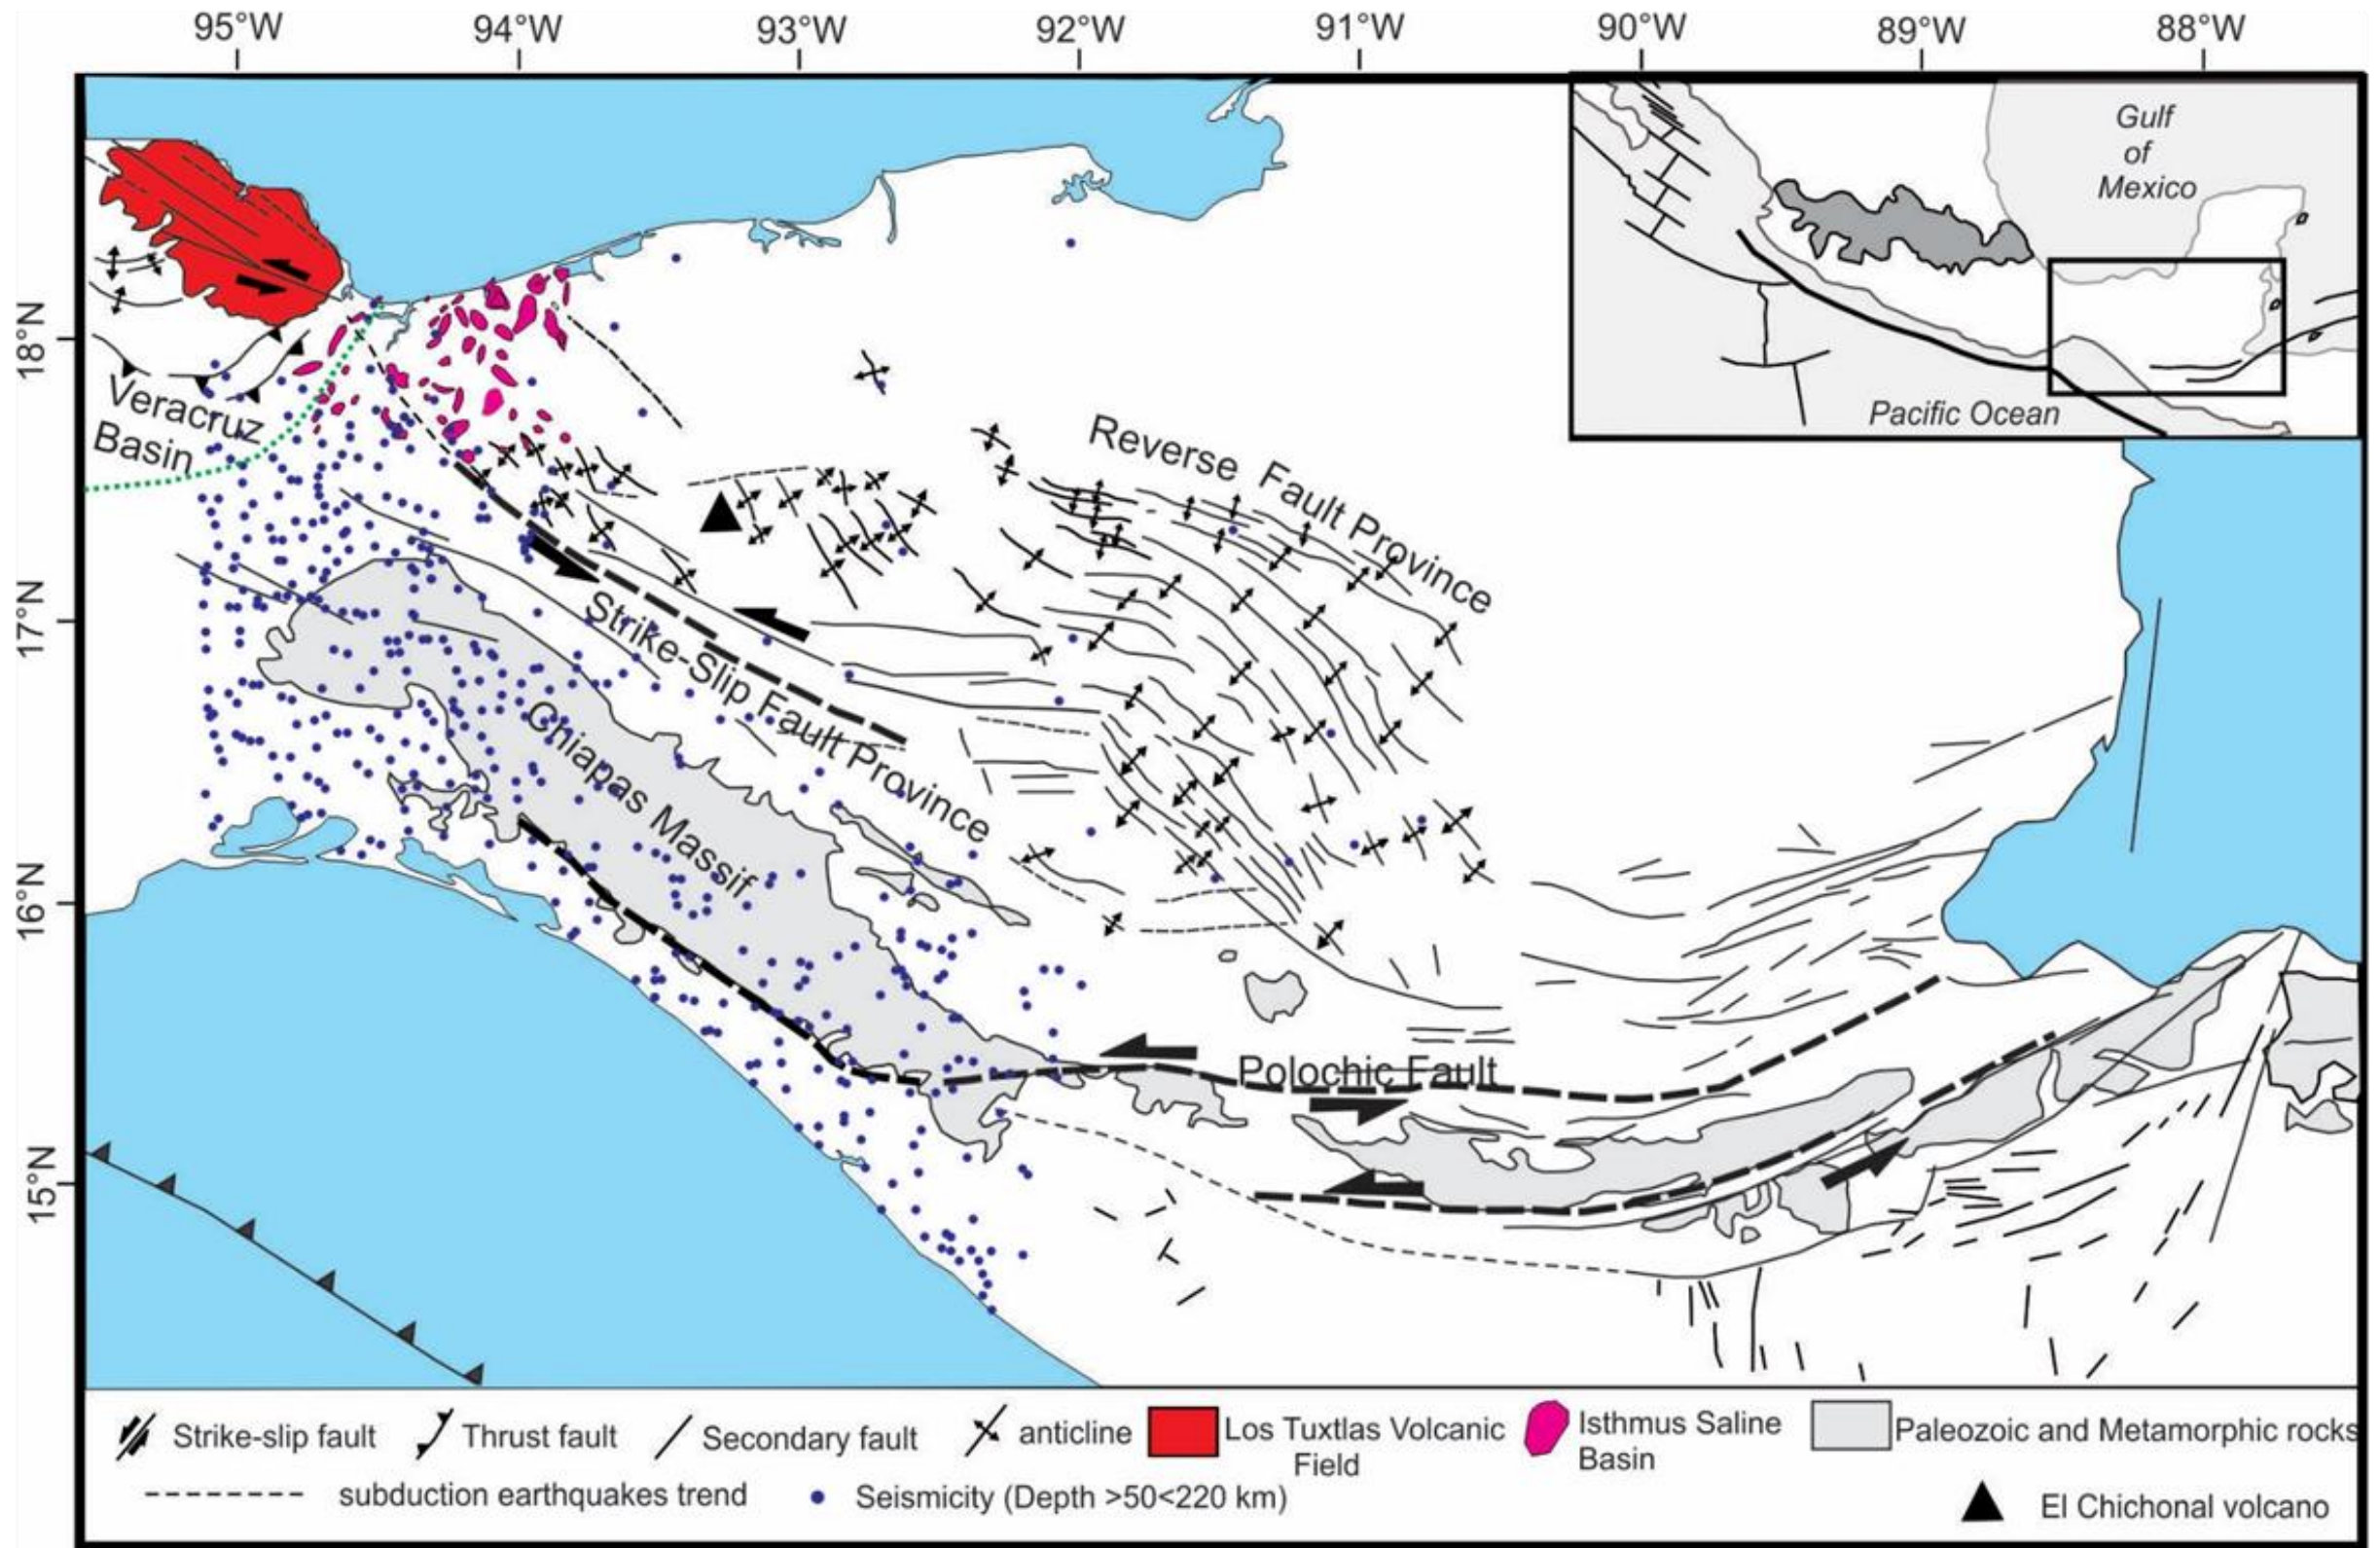 95°W 94°W 93°W 92°W 91°W 90°W 89°W 88°W
18°N
17°N
16°N
15°N
Gulf
of
Mexico
Pacific Ocean
Veracruz
Basin
Reverse Fault Province
Strike-Slip Fault Province
Chiapas Massif
Polochic Fault
Strike-slip fault
Thrust fault
Secondary fault
anticline
Los Tuxtlas Volcanic
Field
Isthmus Saline
Basin
Paleozoic and Metamorphic rocks
subduction earthquakes trend
Seismicity (Depth >50<220 km)
El Chichonal volcano